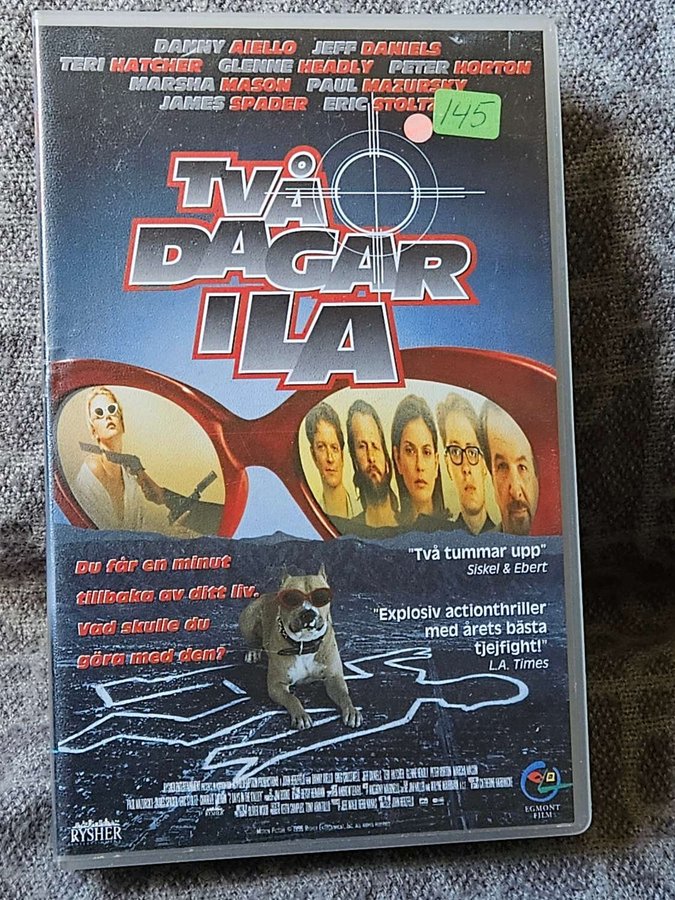 DANNY AIELLO JEFF DANIELS
TERI HATCHER GLENNE HEADLY PETER HORTON
MARSHA MASON PAUL MAZURSKY
JAMES SPADER ERIC STOLTZ
145
TVÅ
DAGAR
I LA
Du får en minut
tillbaka av ditt liv.
Vad skulle du
göra med den?
"Två tummar upp"
Siskel & Ebert
"Explosiv actionthriller
med årets bästa
tjejfight!"
L.A. Times
RYSHER
EGMONT
FILM